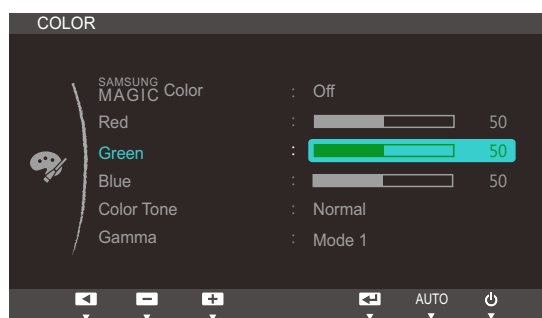 COLOR
SAMSUNG MAGIC Color : Off
Red : 50
Green : 50
Blue : 50
Color Tone : Normal
Gamma : Mode 1
AUTO